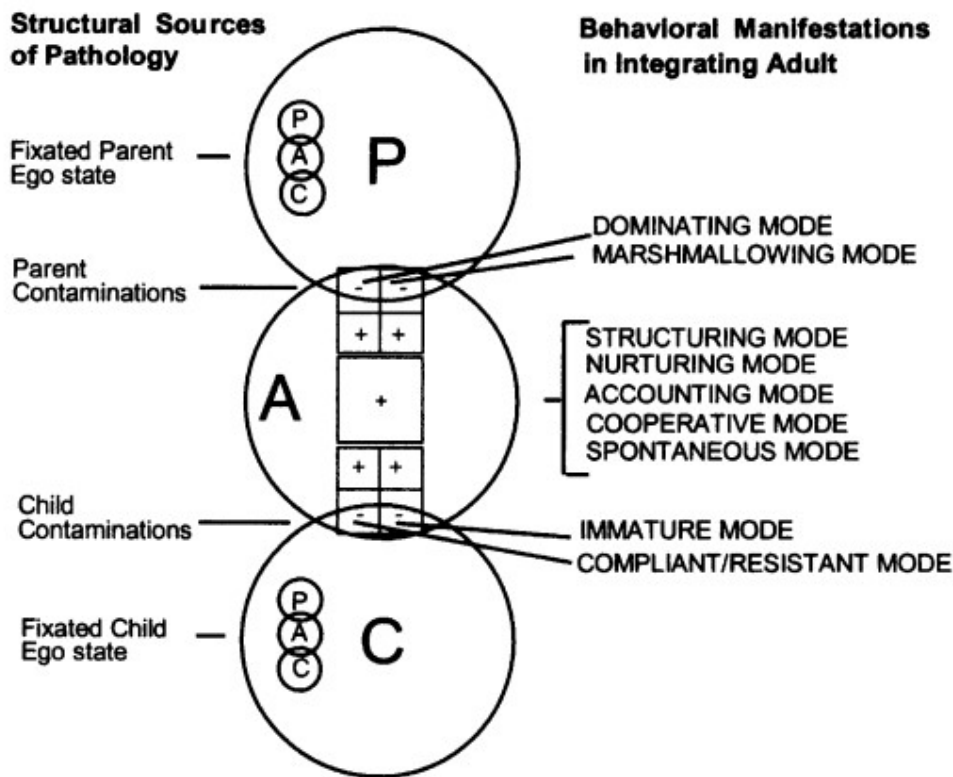 Structural Sources
of Pathology
Behavioral Manifestations
in Integrating Adult
P
A
C
P
Fixated Parent
Ego state
DOMINATING MODE
MARSHMALLOWING MODE
Parent
Contaminations
- -
+ +
A
+
STRUCTURING MODE
NURTURING MODE
ACCOUNTING MODE
COOPERATIVE MODE
SPONTANEOUS MODE
+ +
- -
Child
Contaminations
IMMATURE MODE
COMPLIANT/RESISTANT MODE
P
A
C
C
Fixated Child
Ego state